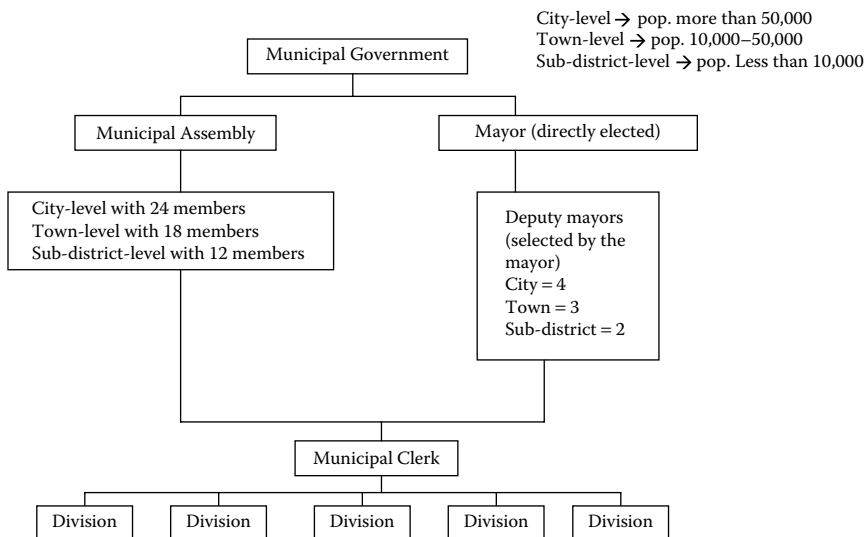 City-level → pop. more than 50,000
Town-level → pop. 10,000–50,000
Sub-district-level → pop. Less than 10,000
Municipal Government
Municipal Assembly
Mayor (directly elected)
City-level with 24 members
Town-level with 18 members
Sub-district-level with 12 members
Deputy mayors
(selected by the
mayor)
City = 4
Town = 3
Sub-district = 2
Municipal Clerk
Division
Division
Division
Division
Division